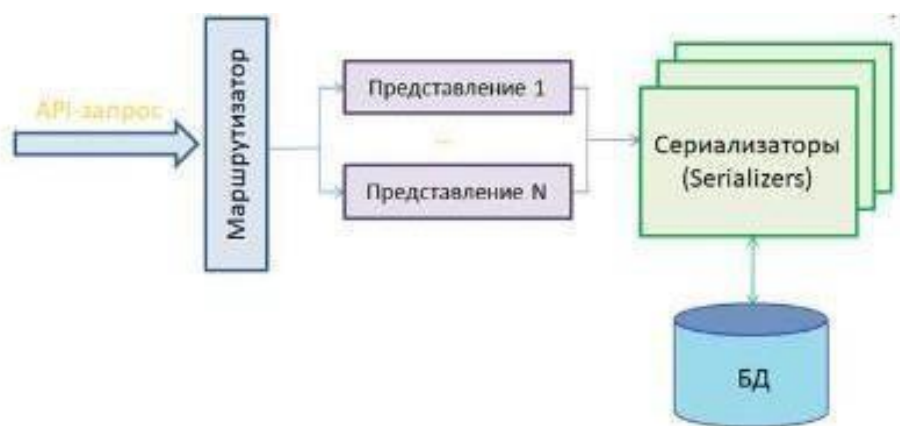 API-запрос
Маршрутизатор
Представление 1
...
Представление N
Сериализаторы
(Serializers)
БД